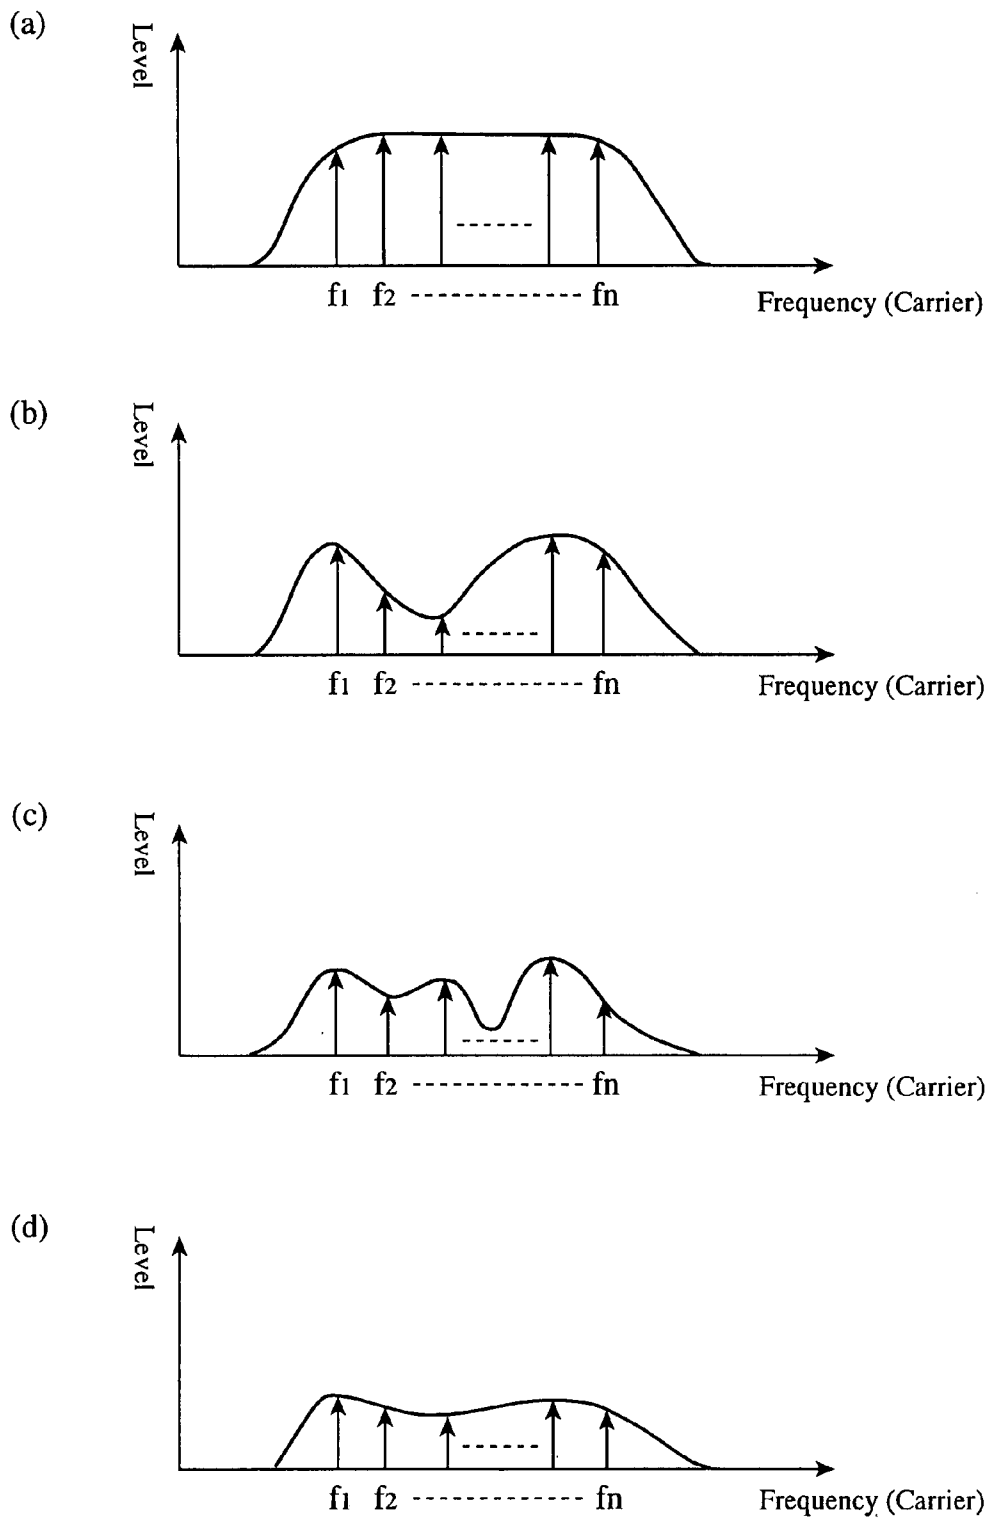 (a)
Level
f1 f2 ---------------- fn
Frequency (Carrier)
(b)
Level
f1 f2 ---------------- fn
Frequency (Carrier)
(c)
Level
f1 f2 ---------------- fn
Frequency (Carrier)
(d)
Level
f1 f2 ---------------- fn
Frequency (Carrier)